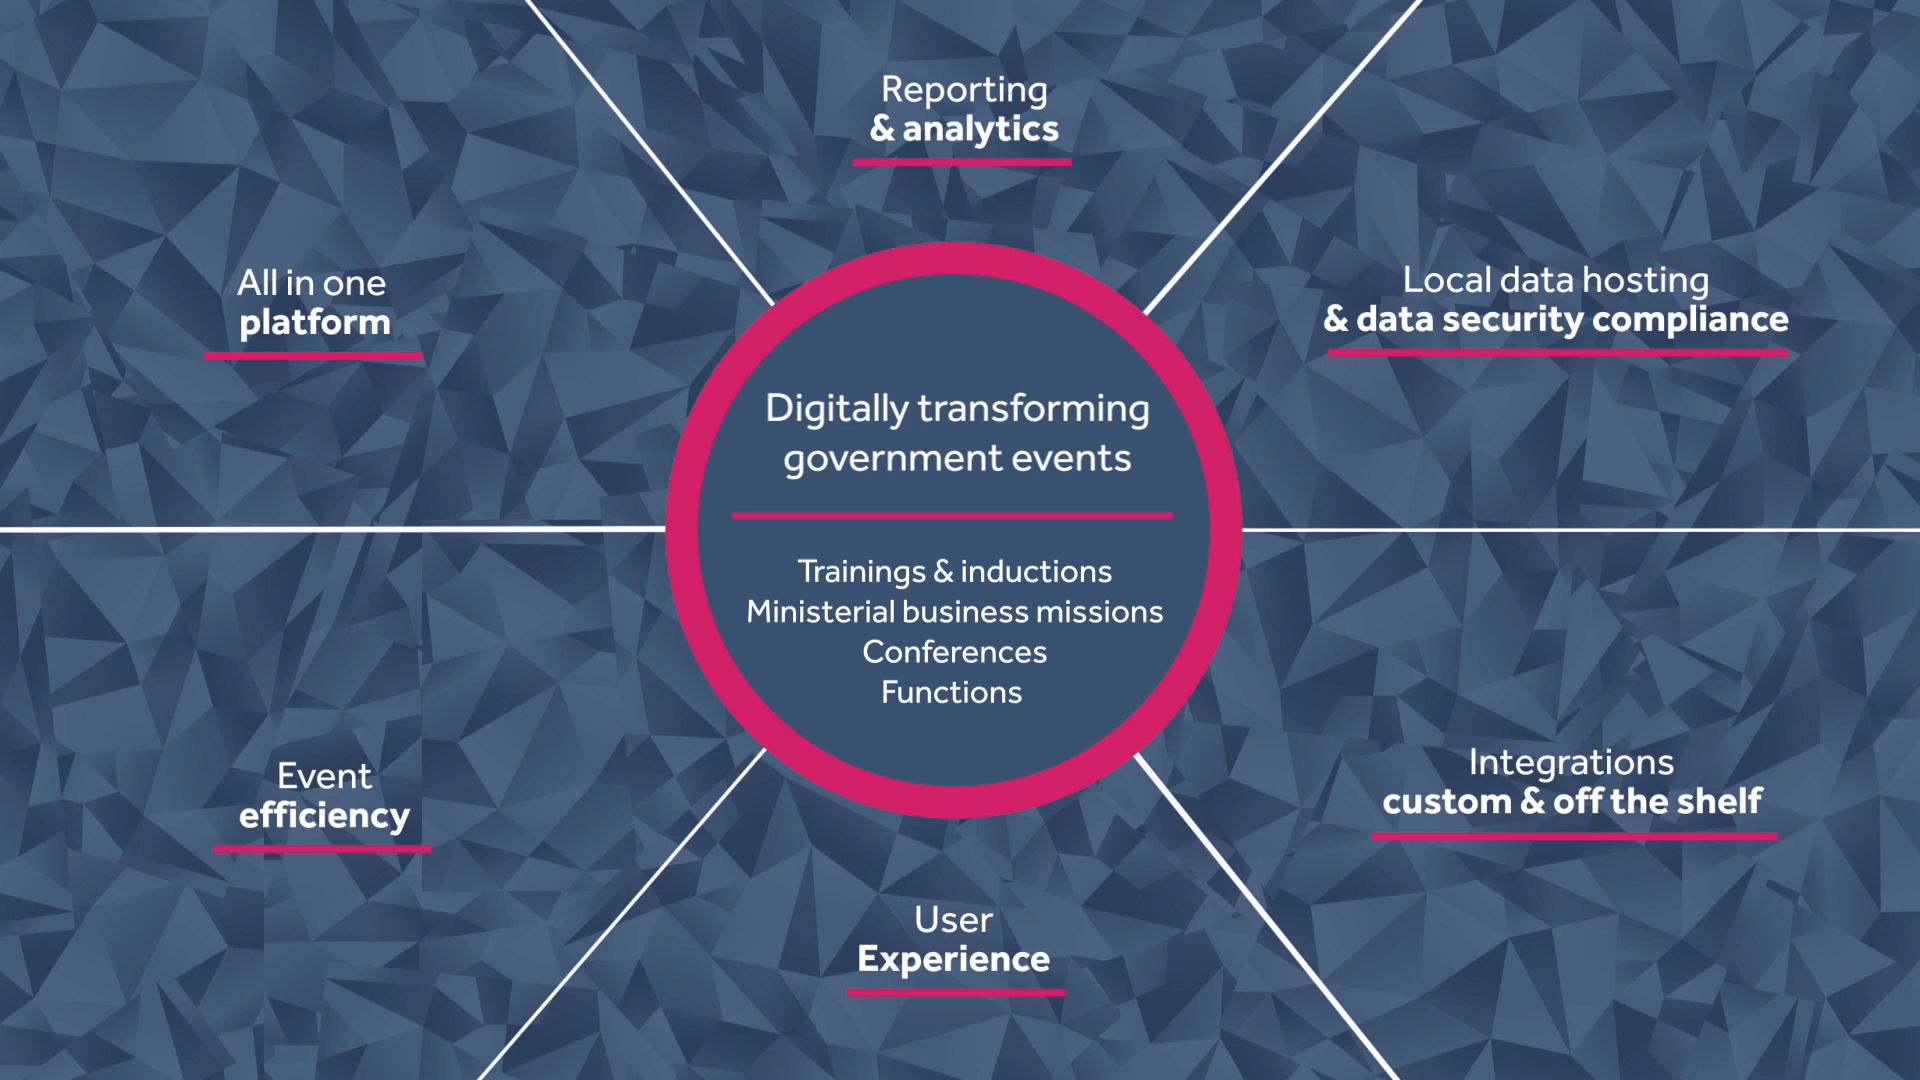 Reporting
& analytics
All in one
platform
Local data hosting
& data security compliance
Digitally transforming
government events
Trainings & inductions
Ministerial business missions
Conferences
Functions
Event
efficiency
Integrations
custom & off the shelf
User
Experience